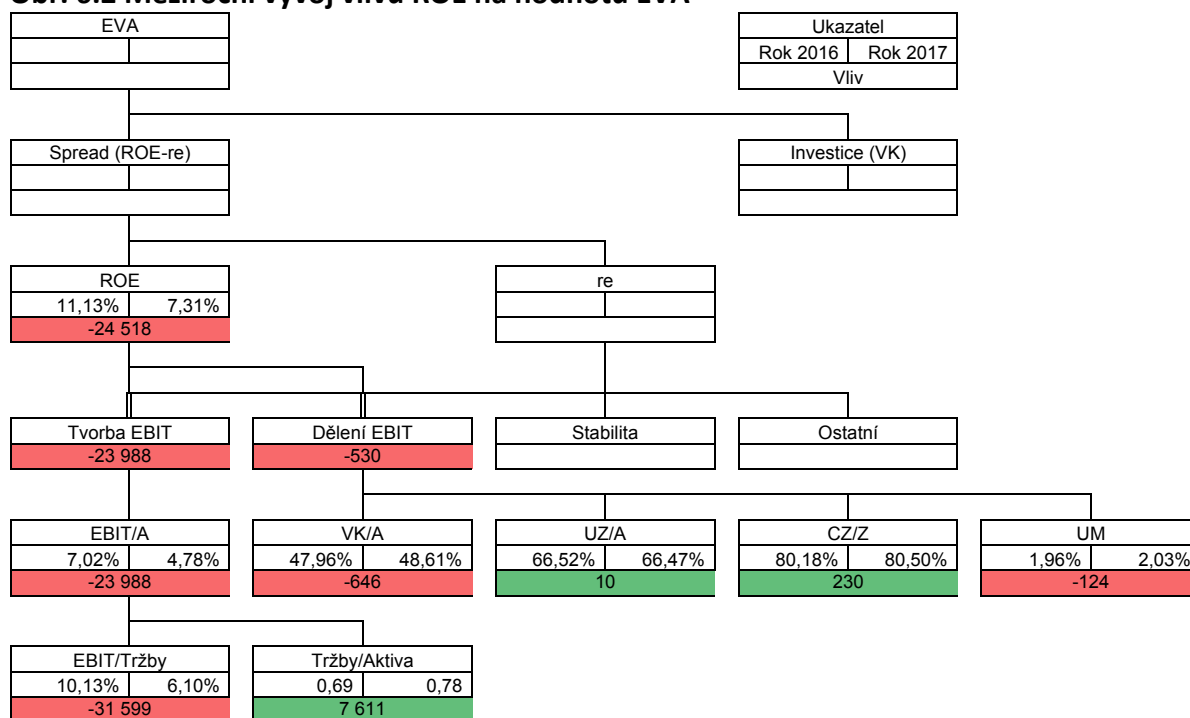 Meziroční vývoj vlivu ROE na hodnotu EVA
EVA
Ukazatel
Rok 2016 Rok 2017
Vliv
Spread (ROE-re) Investice (VK)
ROE re
11,13% 7,31%
-24 518
Tvorba EBIT Dělení EBIT Stabilita Ostatní
-23 988 -530
EBIT/A VK/A UZ/A CZ/Z UM
7,02% 4,78% 47,96% 48,61% 66,52% 66,47% 80,18% 80,50% 1,96% 2,03%
-23 988 -646 10 230 -124
EBIT/Tržby Tržby/Aktiva
10,13% 6,10% 0,69 0,78
-31 599 7 611